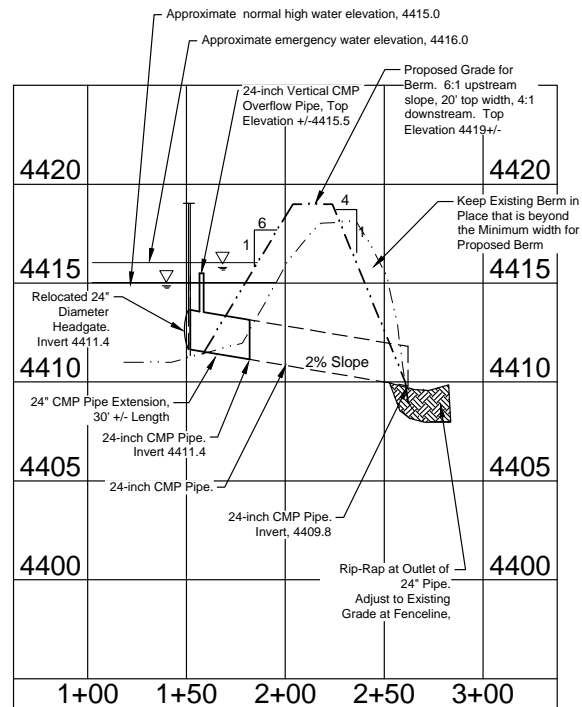 Approximate normal high water elevation, 4415.0
Approximate emergency water elevation, 4416.0
24-inch Vertical CMP
Overflow Pipe, Top
Elevation +/-4415.5
Proposed Grade for
Berm. 6:1 upstream
slope, 20' top width, 4:1
downstream. Top
Elevation 4419+/-
4420
4420
6
1
4
1
Keep Existing Berm in
Place that is beyond
the Minimum width for
Proposed Berm
4415
4415
Relocated 24"
Diameter
Headgate.
Invert 4411.4
4410
4410
2% Slope
24" CMP Pipe Extension,
30' +/- Length
24-inch CMP Pipe.
Invert 4411.4
24-inch CMP Pipe.
4405
4405
24-inch CMP Pipe.
Invert, 4409.8
Rip-Rap at Outlet of
24" Pipe.
Adjust to Existing
Grade at Fenceline,
4400
4400
1+00 1+50 2+00 2+50 3+00